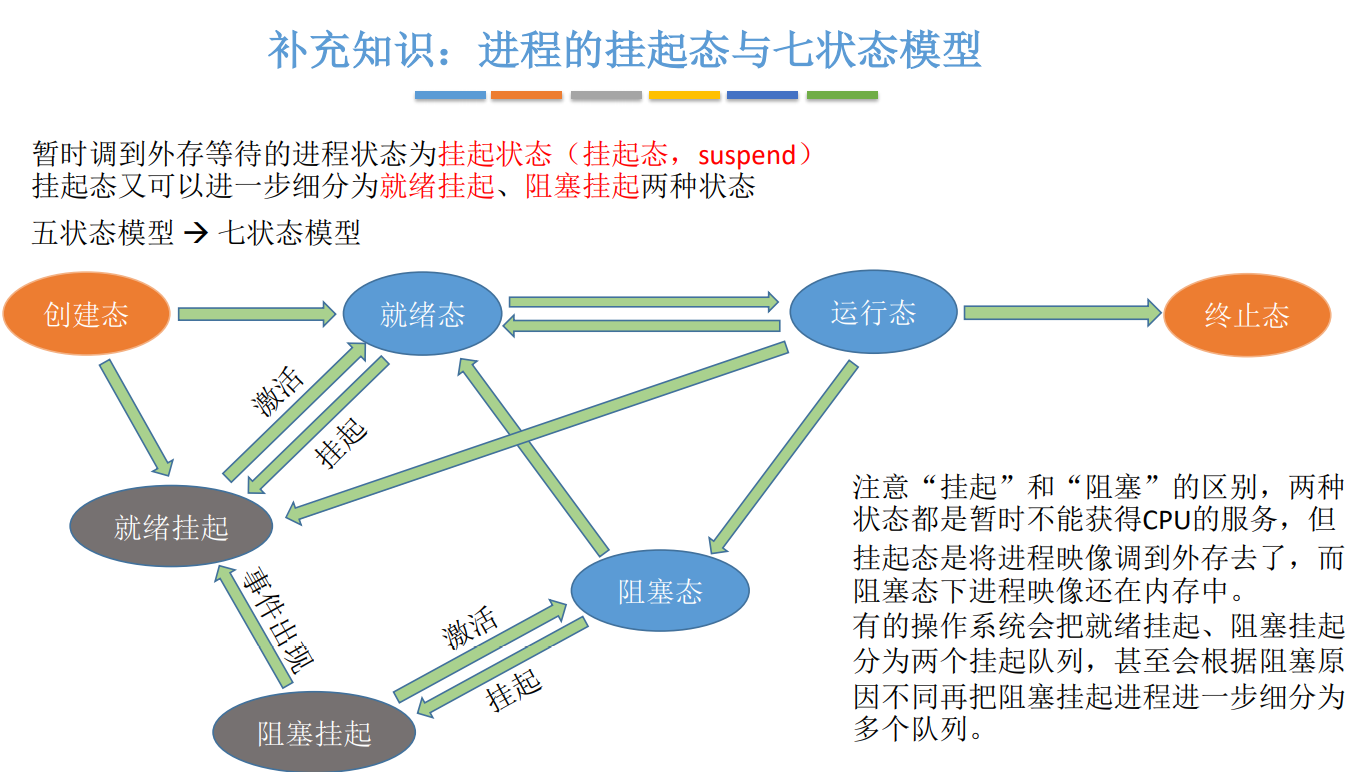 补充知识：进程的挂起态与七状态模型
暂时调到外存等待的进程状态为挂起状态（挂起态，suspend）
挂起态又可以进一步细分为就绪挂起、阻塞挂起两种状态
五状态模型 → 七状态模型
创建态
就绪态
运行态
终止态
激活
挂起
就绪挂起
注意“挂起”和“阻塞”的区别，两种
状态都是暂时不能获得CPU的服务，但
挂起态是将进程映像调到外存去了，而
阻塞态下进程映像还在内存中。
有的操作系统会把就绪挂起、阻塞挂起
分为两个挂起队列，甚至会根据阻塞原
因不同再把阻塞挂起进程进一步细分为
多个队列。
阻塞态
事件出现
激活
挂起
阻塞挂起